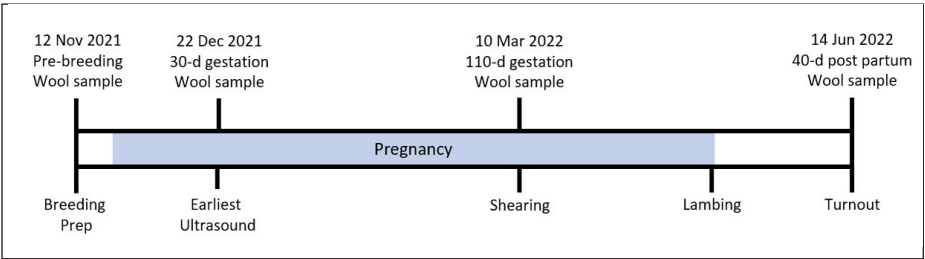 12 Nov 2021
Pre-breeding
Wool sample
22 Dec 2021
30-d gestation
Wool sample
10 Mar 2022
110-d gestation
Wool sample
14 Jun 2022
40-d post partum
Wool sample
Pregnancy
Breeding
Prep
Earliest
Ultrasound
Shearing
Lambing
Turnout